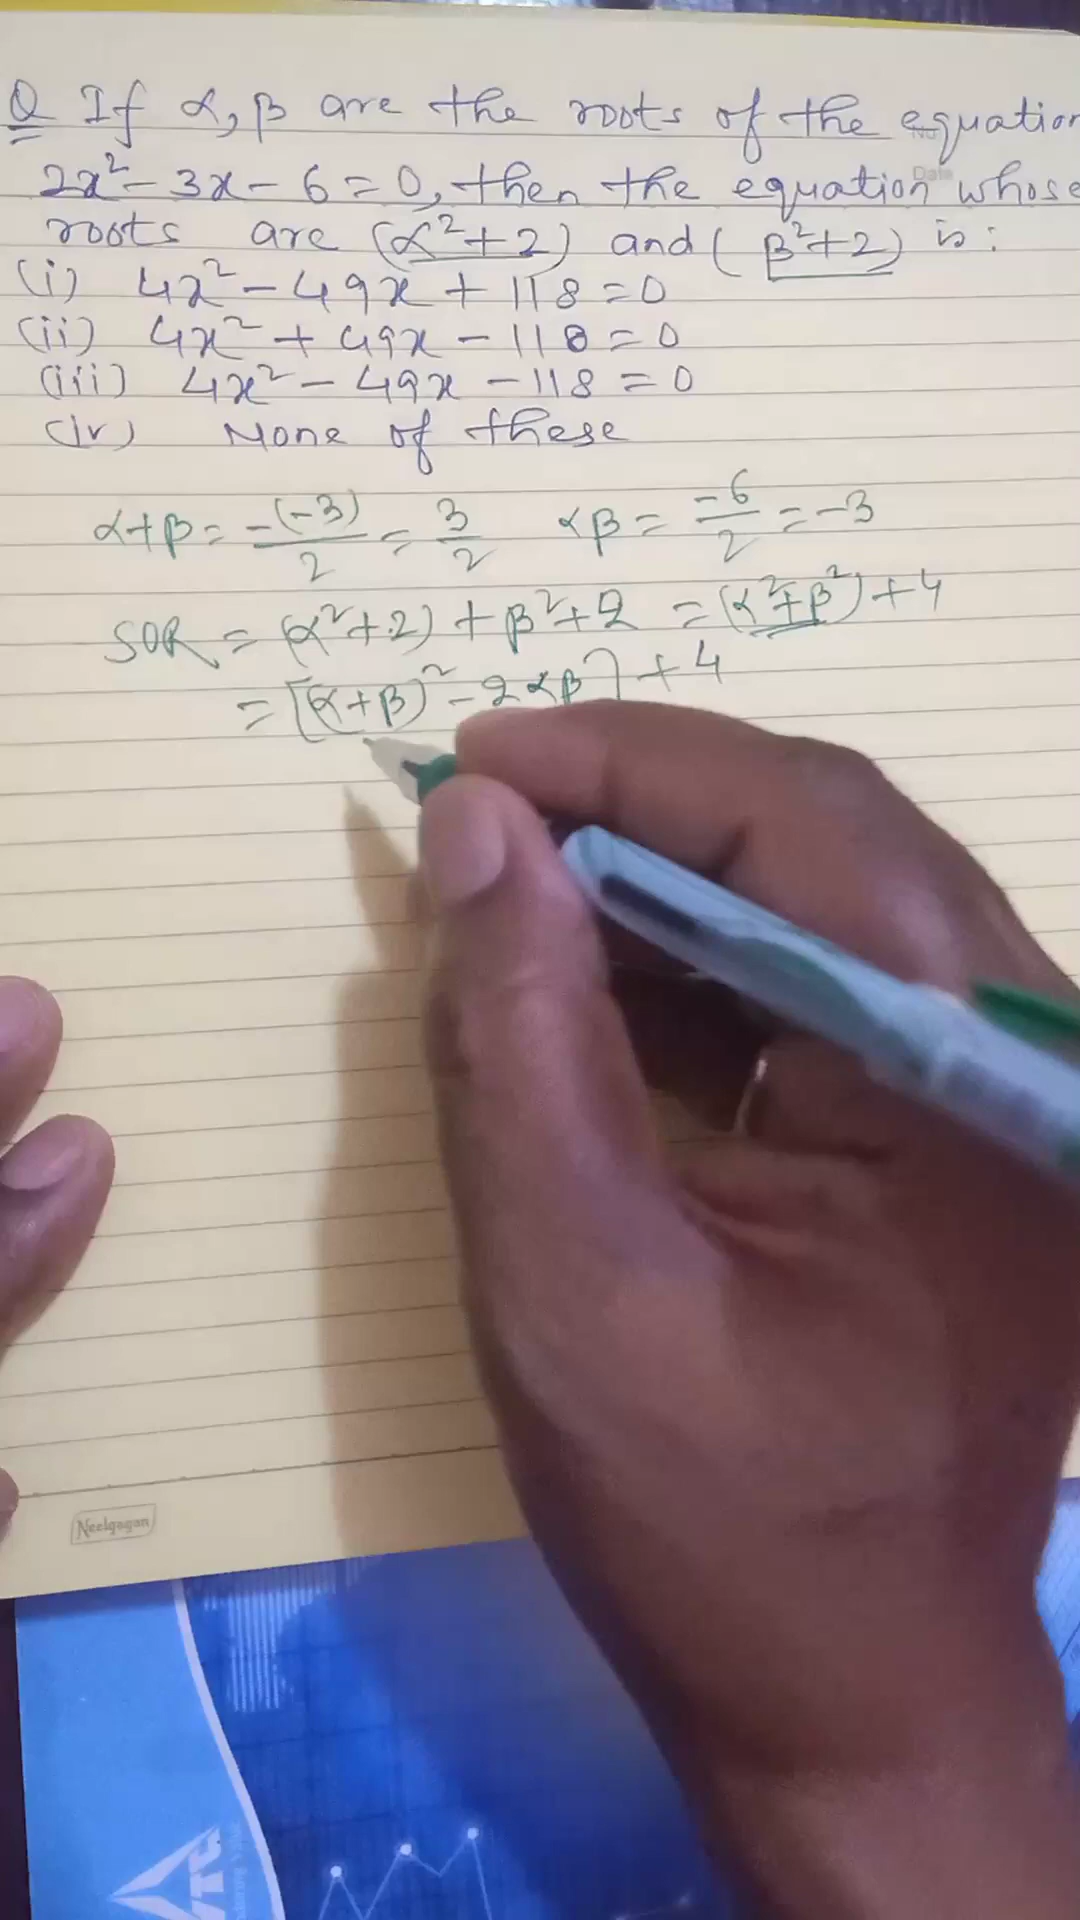 Q If α, β are the roots of the equation
2x² - 3x - 6 = 0, then the equation whose
roots are (α² + 2) and (β² + 2) is:
(i) 4x² - 49x + 118 = 0
(ii) 4x² + 49x - 118 = 0
(iii) 4x² - 49x - 118 = 0
(iv) None of these
α+β = -(-3)/2 = 3/2 αβ = -6/2 = -3
SOR = (α²+2) + β²+2 = (α²+β²) + 4
= [(α+β)² - 2αβ] + 4
Neelgagan